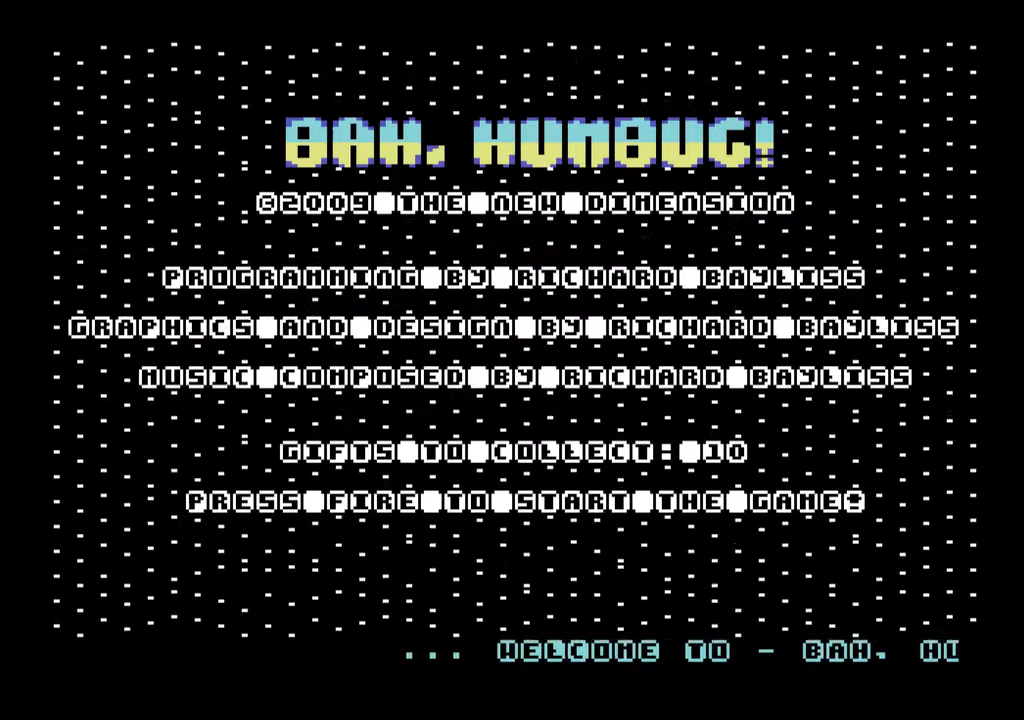 BAH, HUMBUG!
©2009 THE NEW DIMENSION
PROGRAMMING BY RICHARD BAYLISS
GRAPHICS AND DESIGN BY RICHARD BAYLISS
MUSIC COMPOSED BY RICHARD BAYLISS
GIFTS TO COLLECT: 10
PRESS FIRE TO START THE GAME!
... WELCOME TO - BAH. HU